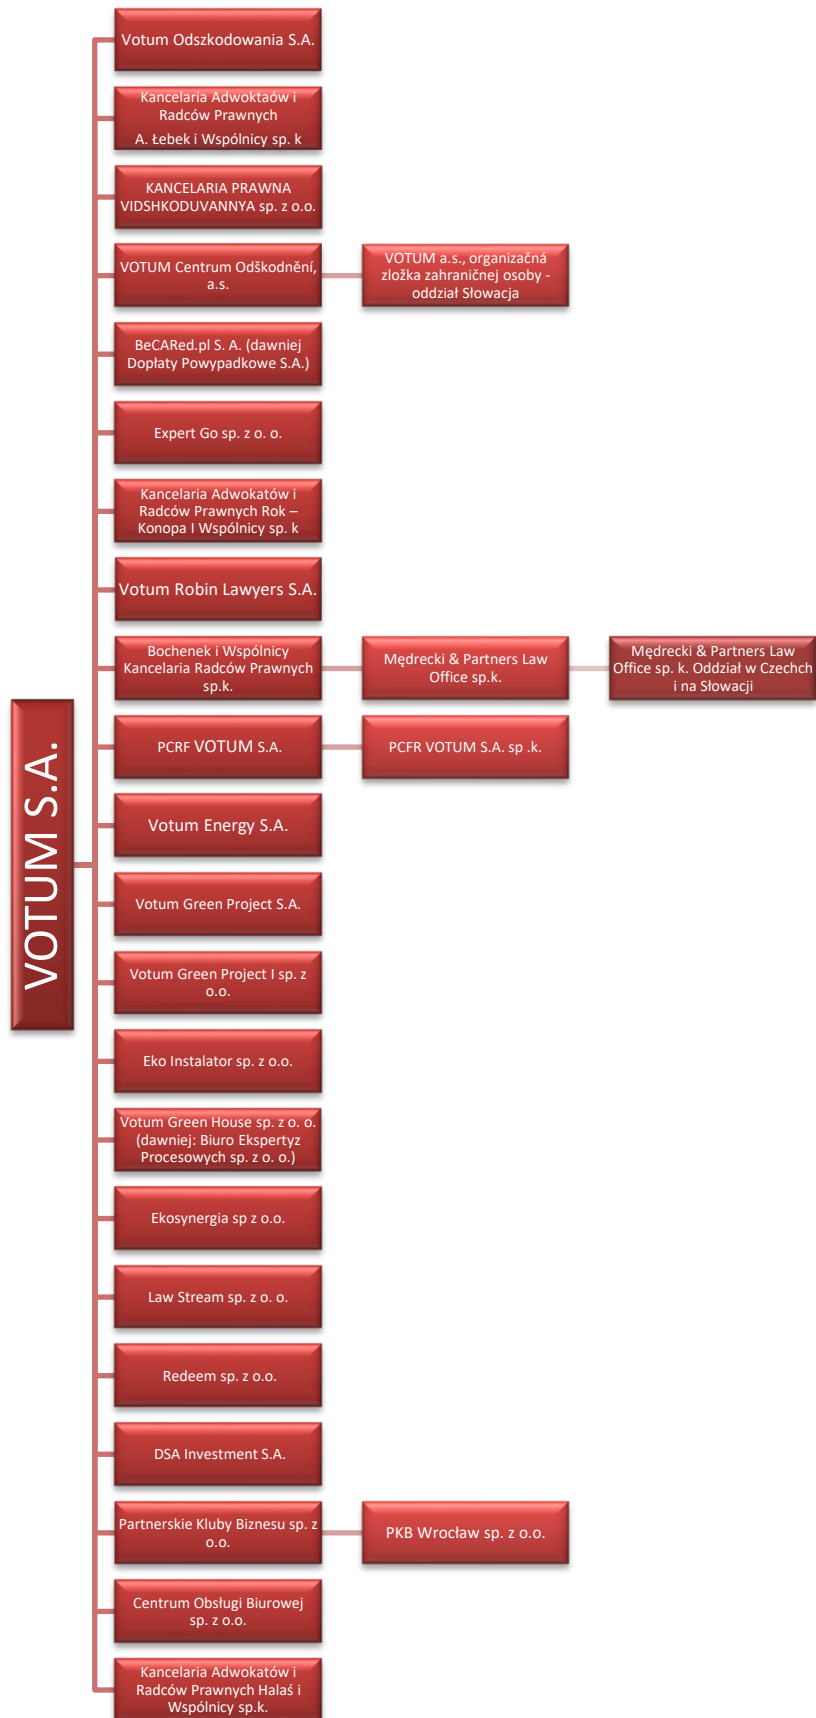 VOTUM S.A.
Votum Odszkodowania S.A.
Kancelaria Adwoktaów i
Radców Prawnych
A. Łebek i Wspólnicy sp. k
KANCELARIA PRAWNA
VIDSHKODUVANNYA sp. z o.o.
VOTUM Centrum Odškodnění,
a.s.
VOTUM a.s., organizačná
zložka zahraničnej osoby -
oddział Słowacja
BeCARed.pl S. A. (dawniej
Dopłaty Powypadkowe S.A.)
Expert Go sp. z o. o.
Kancelaria Adwokatów i
Radców Prawnych Rok –
Konopa I Wspólnicy sp. k
Votum Robin Lawyers S.A.
Bochenek i Wspólnicy
Kancelaria Radców Prawnych
sp.k.
Mędrecki & Partners Law
Office sp.k.
Mędrecki & Partners Law
Office sp. k. Oddział w Czechch
i na Słowacji
PCRF VOTUM S.A.
PCFR VOTUM S.A. sp .k.
Votum Energy S.A.
Votum Green Project S.A.
Votum Green Project I sp. z
o.o.
Eko Instalator sp. z o.o.
Votum Green House sp. z o. o.
(dawniej: Biuro Ekspertyz
Procesowych sp. z o. o.)
Ekosynergia sp z o.o.
Law Stream sp. z o. o.
Redeem sp. z o.o.
DSA Investment S.A.
Partnerskie Kluby Biznesu sp. z
o.o.
PKB Wrocław sp. z o.o.
Centrum Obsługi Biurowej
sp. z o.o.
Kancelaria Adwokatów i
Radców Prawnych Halaś i
Wspólnicy sp.k.